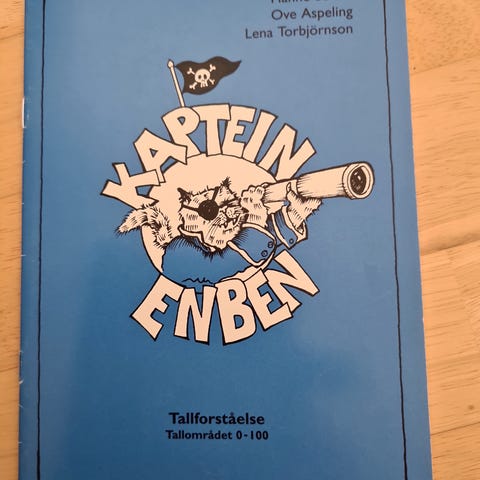 Ove Aspeling
Lena Torbjörnson
KAPTEIN
ENBEN
Tallforståelse
Tallområdet 0-100